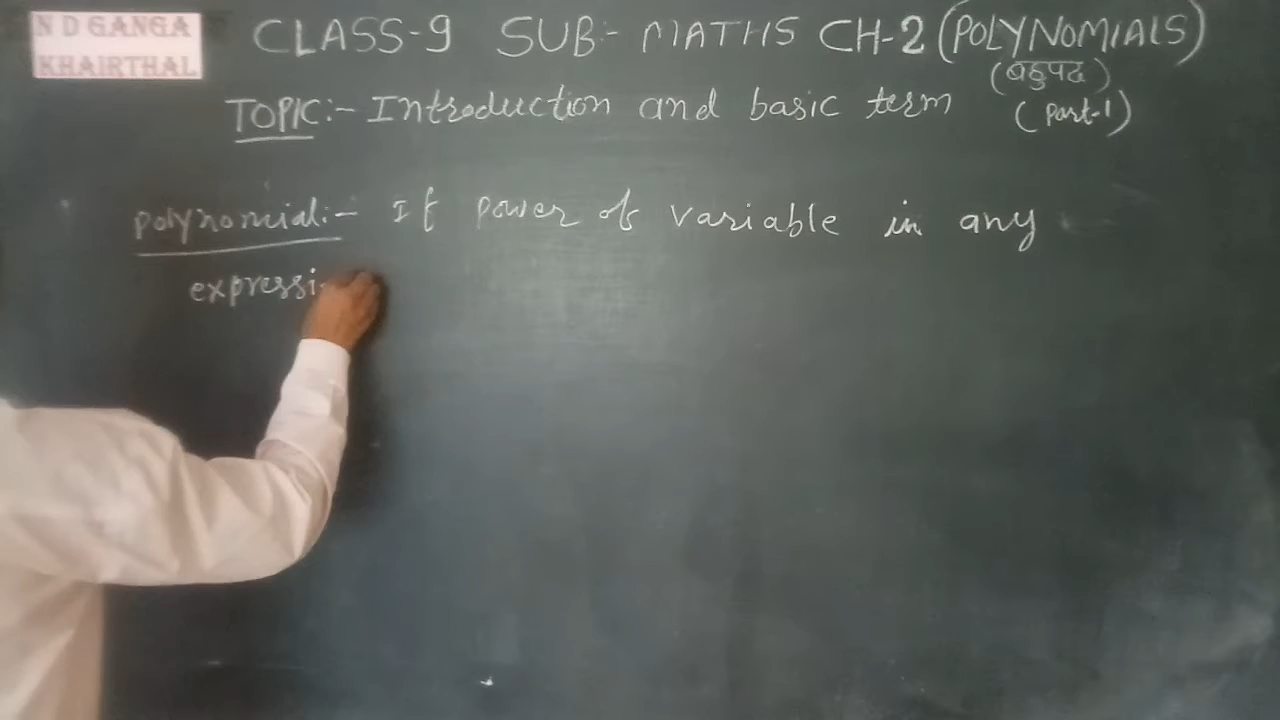 N D GANGA
KHAIRTHAL
CLASS-9 SUB:- MATHS CH-2 (POLYNOMIALS)
(बहुपद)
TOPIC:- Introduction and basic term (Part-1)
Polynomial:- If power of variable in any
expressi